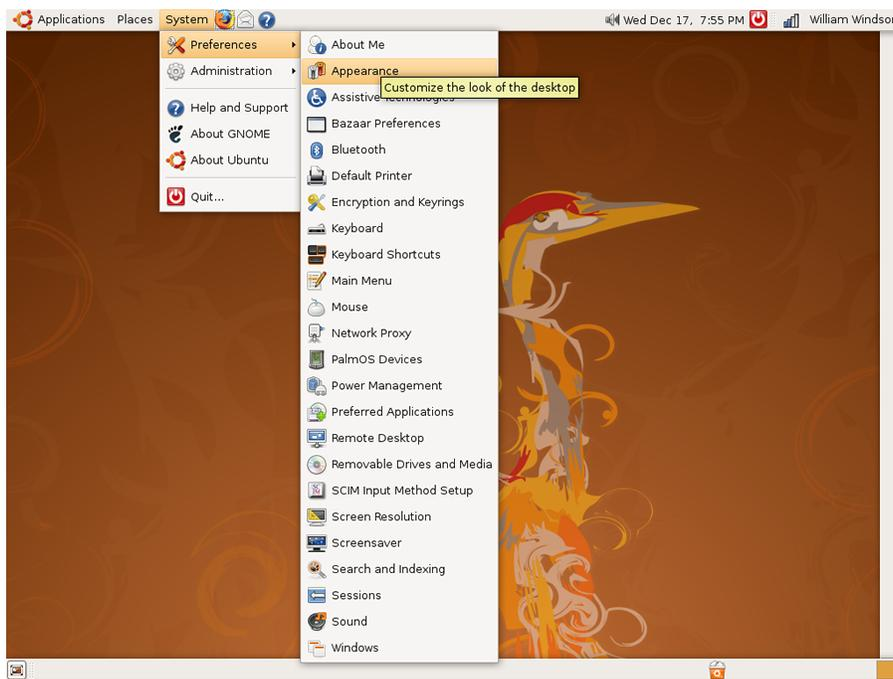 Applications Places System Wed Dec 17, 7:55 PM William Windsor
Preferences
Administration
Help and Support
About GNOME
About Ubuntu
Quit...
About Me
Appearance
Customize the look of the desktop
Assistive Technologies
Bazaar Preferences
Bluetooth
Default Printer
Encryption and Keyrings
Keyboard
Keyboard Shortcuts
Main Menu
Mouse
Network Proxy
PalmOS Devices
Power Management
Preferred Applications
Remote Desktop
Removable Drives and Media
SCIM Input Method Setup
Screen Resolution
Screensaver
Search and Indexing
Sessions
Sound
Windows